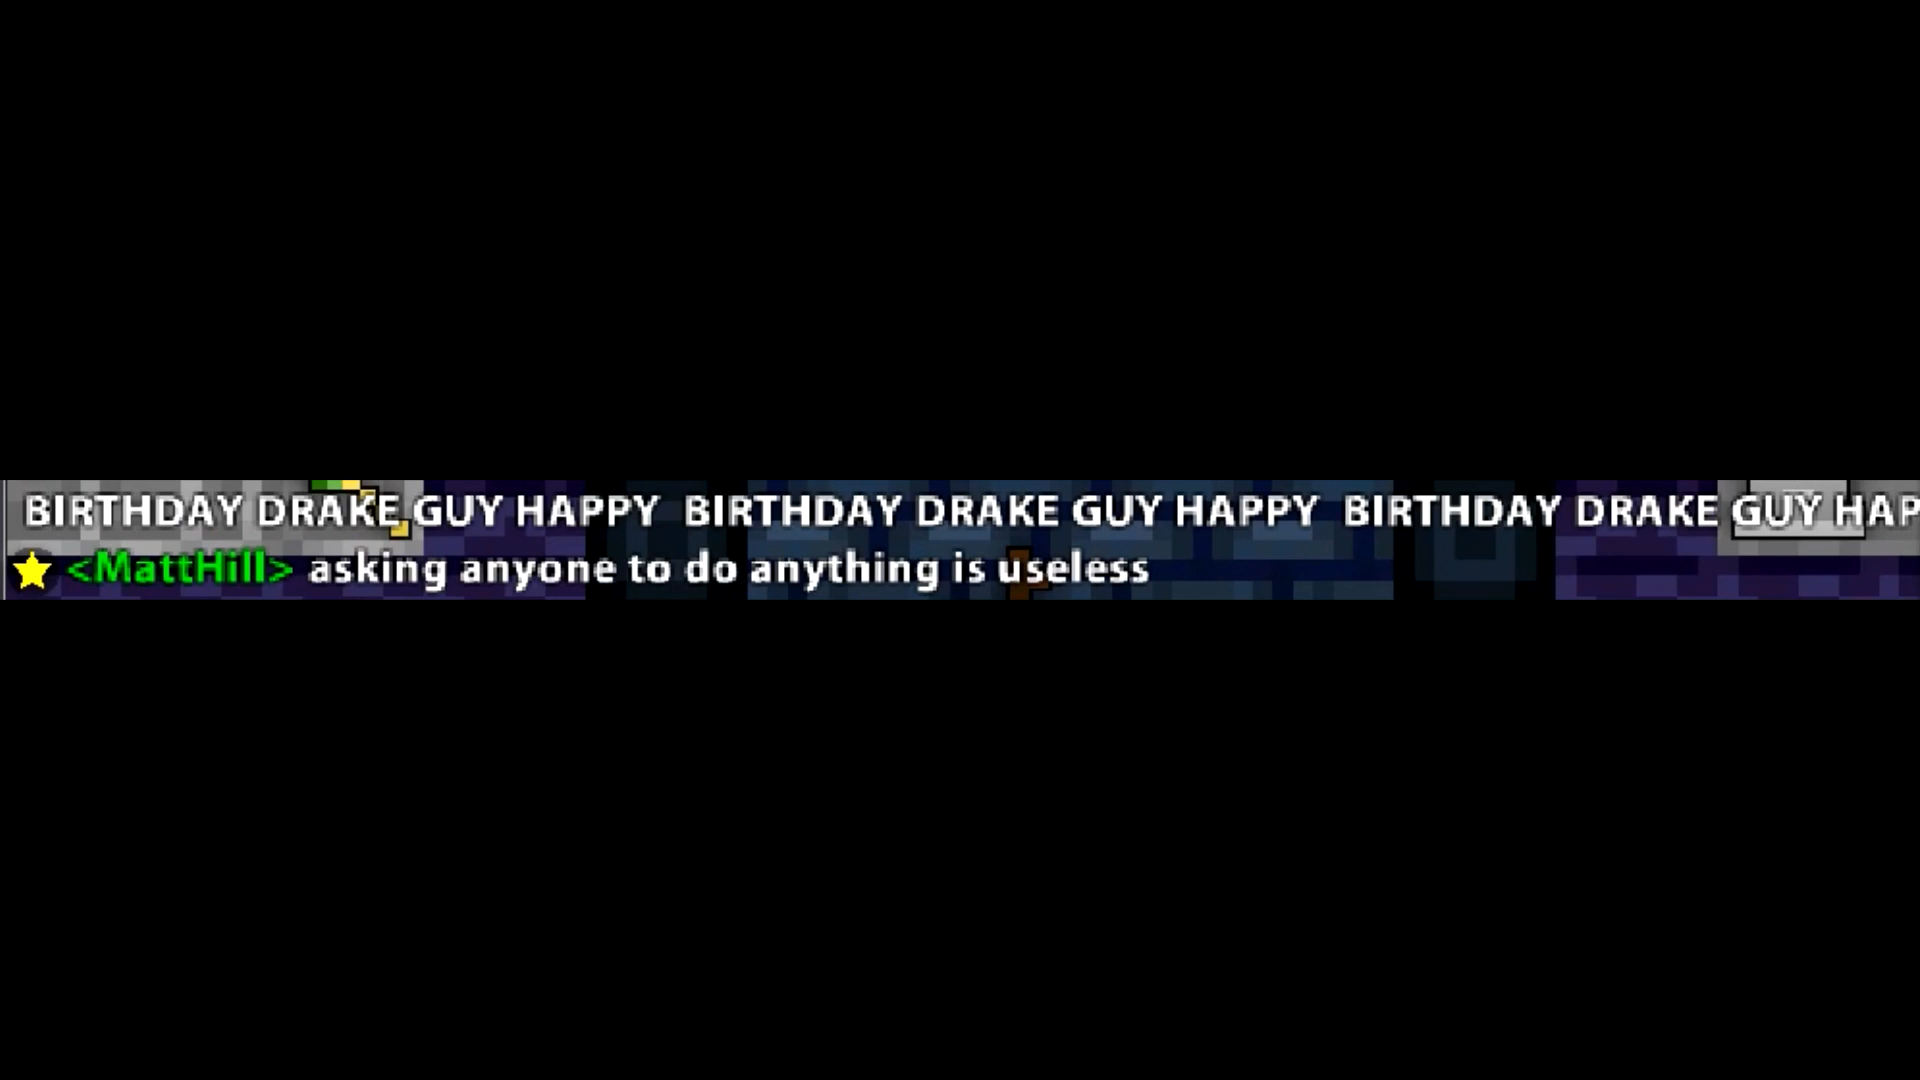 BIRTHDAY DRAKE GUY HAPPY BIRTHDAY DRAKE GUY HAPPY BIRTHDAY DRAKE GUY HAP
<MattHill> asking anyone to do anything is useless